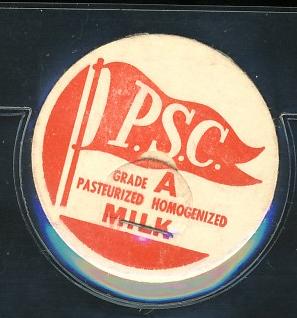 P.S.C.
GRADE A
PASTEURIZED HOMOGENIZED
MILK